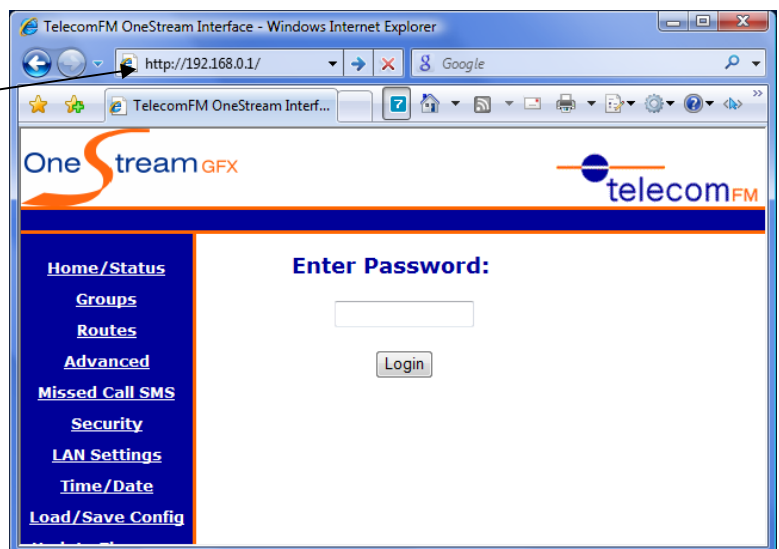 TelecomFM OneStream Interface - Windows Internet Explorer
http://192.168.0.1/
Google
7
TelecomFM OneStream Interf...
OneStream GFX
telecomFM
Home/Status
Groups
Routes
Advanced
Missed Call SMS
Security
LAN Settings
Time/Date
Load/Save Config
Enter Password:
Login